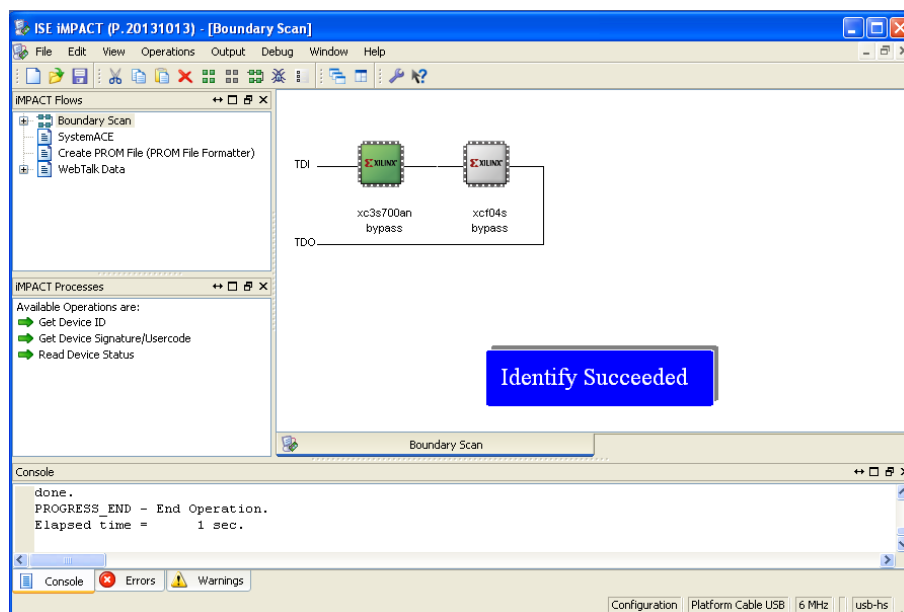 ISE iMPACT (P.20131013) - [Boundary Scan]
File Edit View Operations Output Debug Window Help
iMPACT Flows
Boundary Scan
SystemACE
Create PROM File (PROM File Formatter)
WebTalk Data
TDI
XILINX XILINX
xc3s700an xcf04s
bypass bypass
TDO
iMPACT Processes
Available Operations are:
Get Device ID
Get Device Signature/Usercode
Read Device Status
Identify Succeeded
Boundary Scan
Console
done.
PROGRESS_END - End Operation.
Elapsed time = 1 sec.
Console Errors Warnings
Configuration Platform Cable USB 6 MHz usb-hs